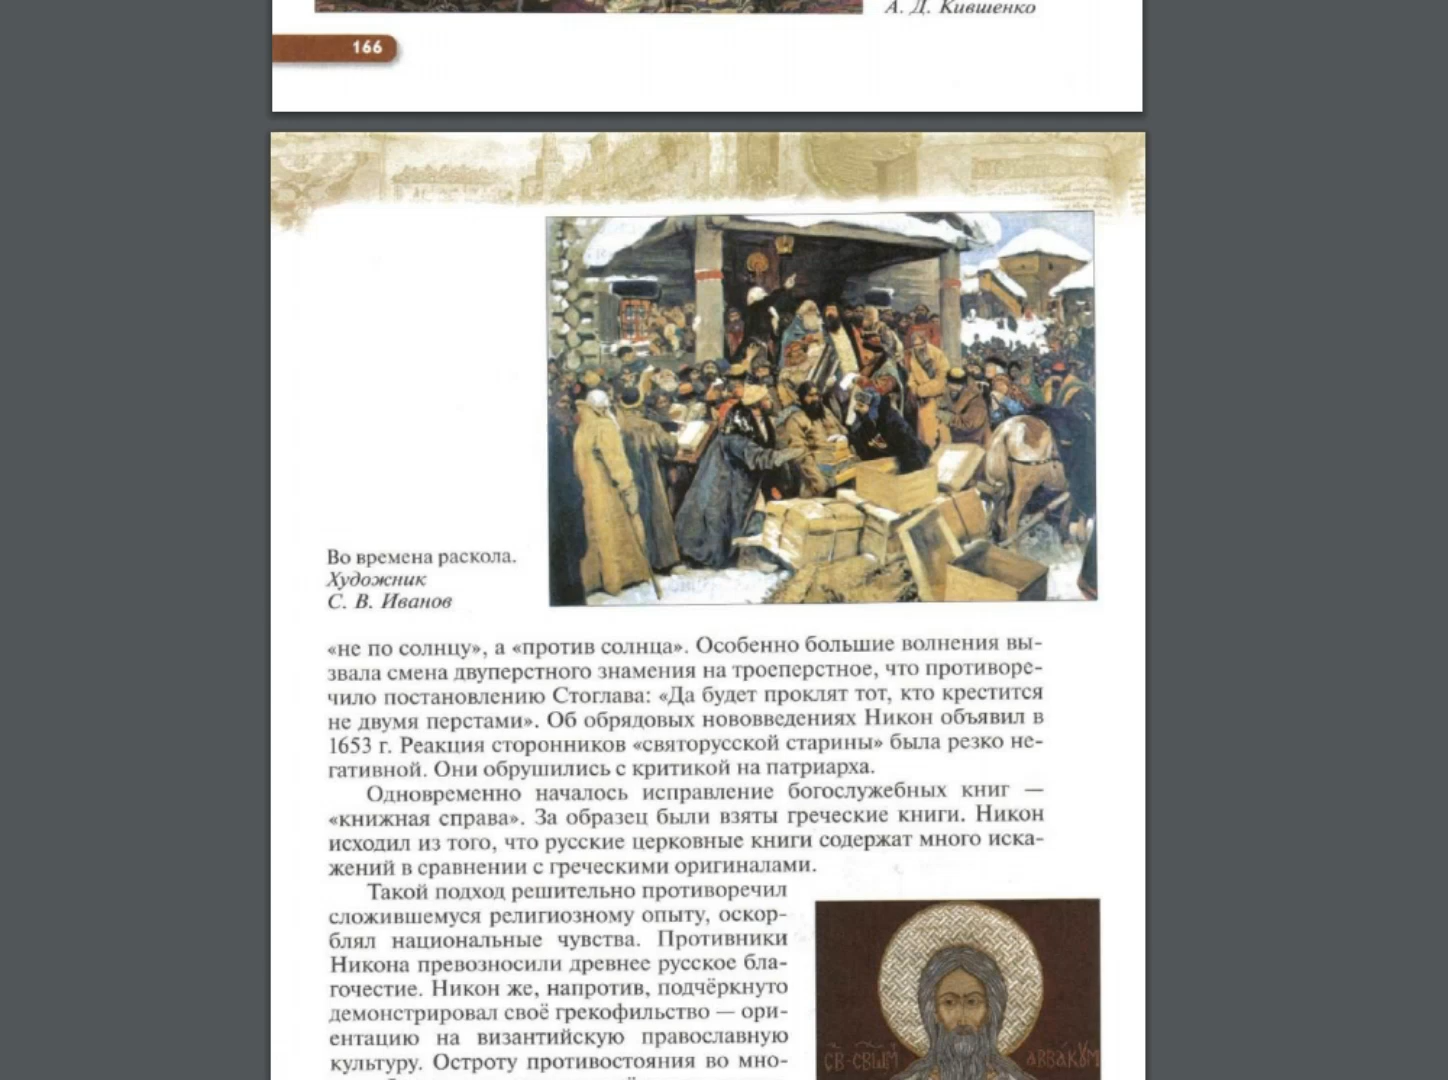 А. Д. Кившенко
166
Во времена раскола.
Художник
С. В. Иванов
«не по солнцу», а «против солнца». Особенно большие волнения вы-
звала смена двуперстного знамения на троеперстное, что противоре-
чило постановлению Стоглава: «Да будет проклят тот, кто крестится
не двумя перстами». Об обрядовых нововведениях Никон объявил в
1653 г. Реакция сторонников «святорусской старины» была резко не-
гативной. Они обрушились с критикой на патриарха.
Одновременно началось исправление богослужебных книг —
«книжная справа». За образец были взяты греческие книги. Никон
исходил из того, что русские церковные книги содержат много иска-
жений в сравнении с греческими оригиналами.
Такой подход решительно противоречил
сложившемуся религиозному опыту, оскор-
блял национальные чувства. Противники
Никона превозносили древнее русское бла-
гочестие. Никон же, напротив, подчёркнуто
демонстрировал своё грекофильство — ори-
ентацию на византийскую православную
культуру. Остроту противостояния во мно-